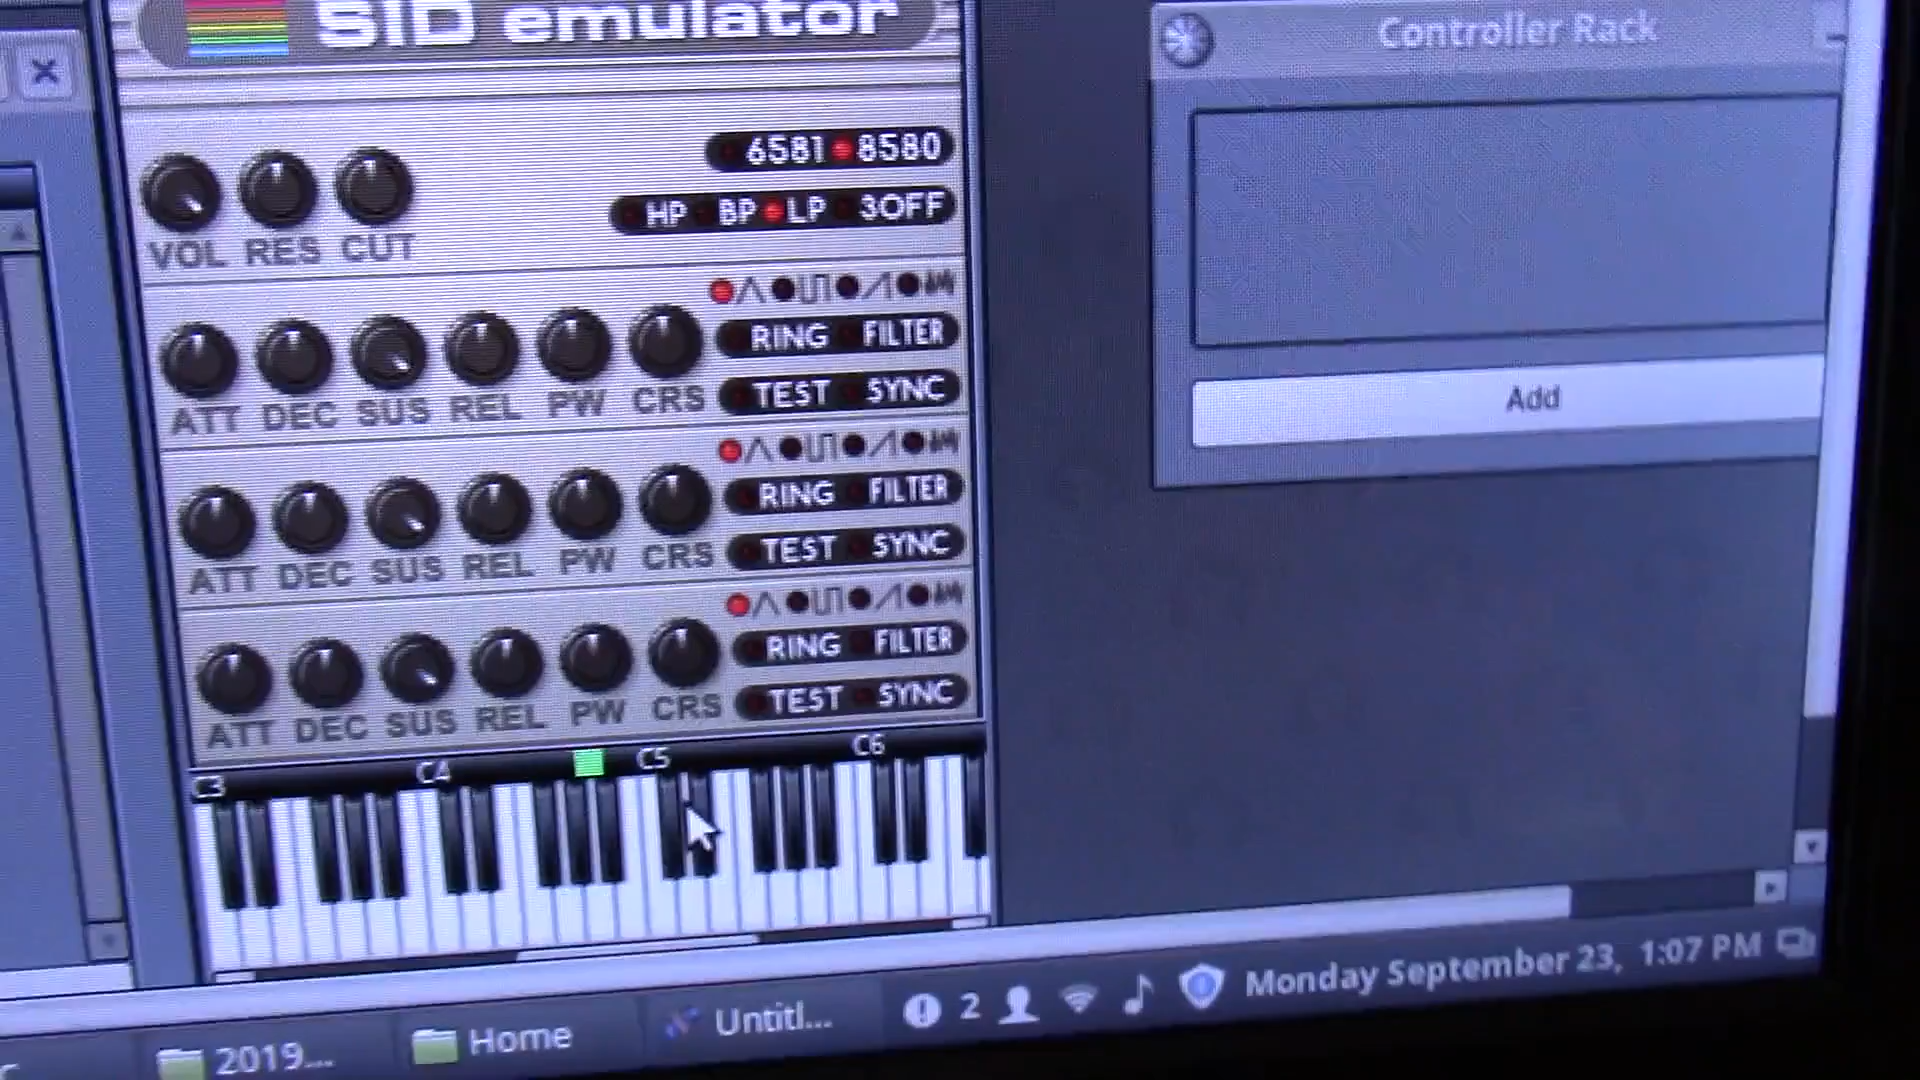 SID emulator
Controller Rack
6581 8580
HP BP LP 3OFF
VOL RES CUT
RING FILTER
TEST SYNC
ATT DEC SUS REL PW CRS
RING FILTER
TEST SYNC
ATT DEC SUS REL PW CRS
RING FILTER
TEST SYNC
ATT DEC SUS REL PW CRS
C3 C4 C5 C6
Add
2019... Home Untitl... 2 Monday September 23, 1:07 PM